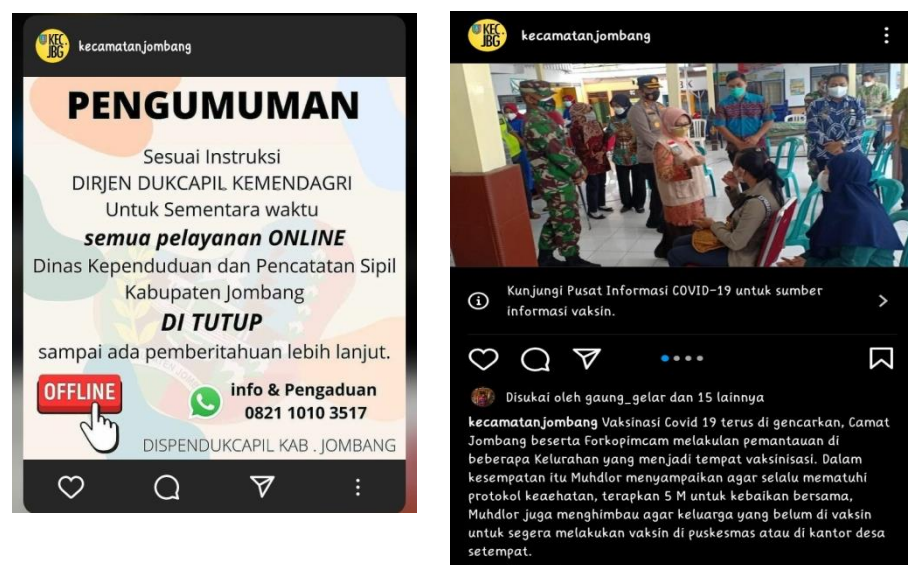 KEC.
JBG
kecamatanjombang
PENGUMUMAN
Sesuai Instruksi
DIRJEN DUKCAPIL KEMENDAGRI
Untuk Sementara waktu
semua pelayanan ONLINE
Dinas Kependuduan dan Pencatatan Sipil
Kabupaten Jombang
DI TUTUP
sampai ada pemberitahuan lebih lanjut.
OFFLINE
info & Pengaduan
0821 1010 3517
DISPENDUKCAPIL KAB . JOMBANG
KEC.
JBG
kecamatanjombang
Kunjungi Pusat Informasi COVID-19 untuk sumber
informasi vaksin.
Disukai oleh gaung_gelar dan 15 lainnya
kecamatanjombang Vaksinasi Covid 19 terus di gencarkan, Camat
Jombang beserta Forkopimcam melakulan pemantauan di
beberapa Kelurahan yang menjadi tempat vaksinisasi. Dalam
kesempatan itu Muhdlor menyampaikan agar selalu mematuhi
protokol keaehatan, terapkan 5 M untuk kebaikan bersama,
Muhdlor juga menghimbau agar keluarga yang belum di vaksin
untuk segera melakukan vaksin di puskesmas atau di kantor desa
setempat.